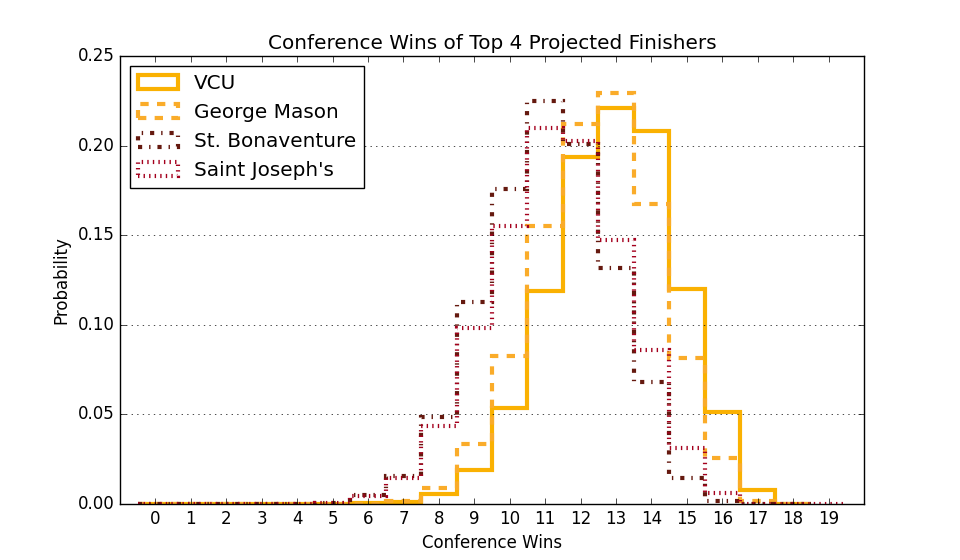 Conference Wins of Top 4 Projected Finishers
0.25
0.20
0.15
0.10
0.05
0.00
Probability
VCU
George Mason
St. Bonaventure
Saint Joseph's
0 1 2 3 4 5 6 7 8 9 10 11 12 13 14 15 16 17 18 19
Conference Wins